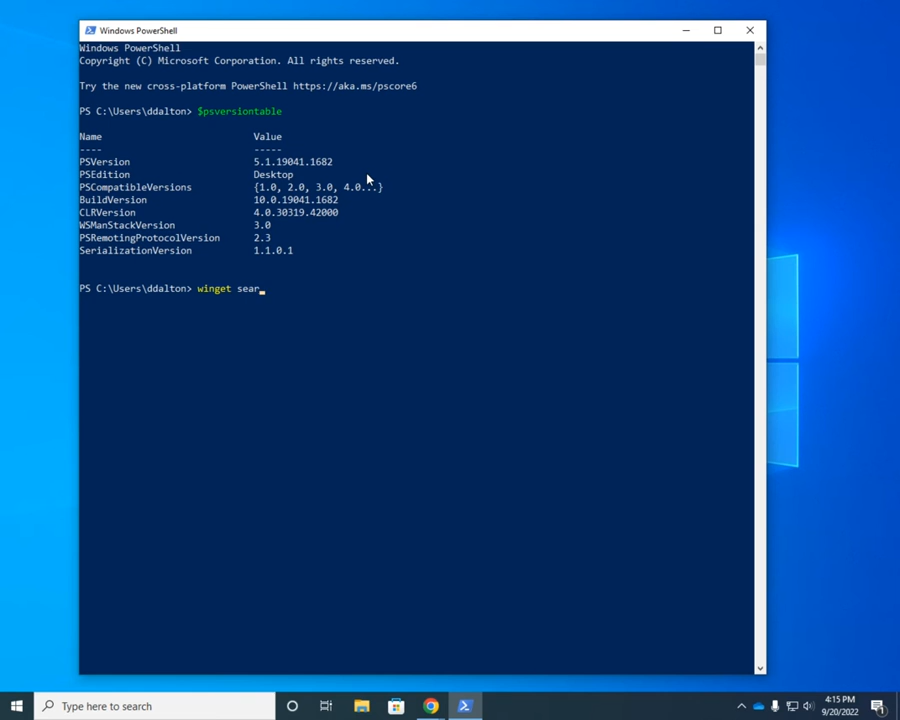 Windows PowerShell
Windows PowerShell
Copyright (C) Microsoft Corporation. All rights reserved.
Try the new cross-platform PowerShell https://aka.ms/pscore6
PS C:\Users\ddalton> $psversiontable
Name Value
---- -----
PSVersion 5.1.19041.1682
PSEdition Desktop
PSCompatibleVersions {1.0, 2.0, 3.0, 4.0...}
BuildVersion 10.0.19041.1682
CLRVersion 4.0.30319.42000
WSManStackVersion 3.0
PSRemotingProtocolVersion 2.3
SerializationVersion 1.1.0.1
PS C:\Users\ddalton> winget sear_
Type here to search
4:15 PM
9/20/2022
1